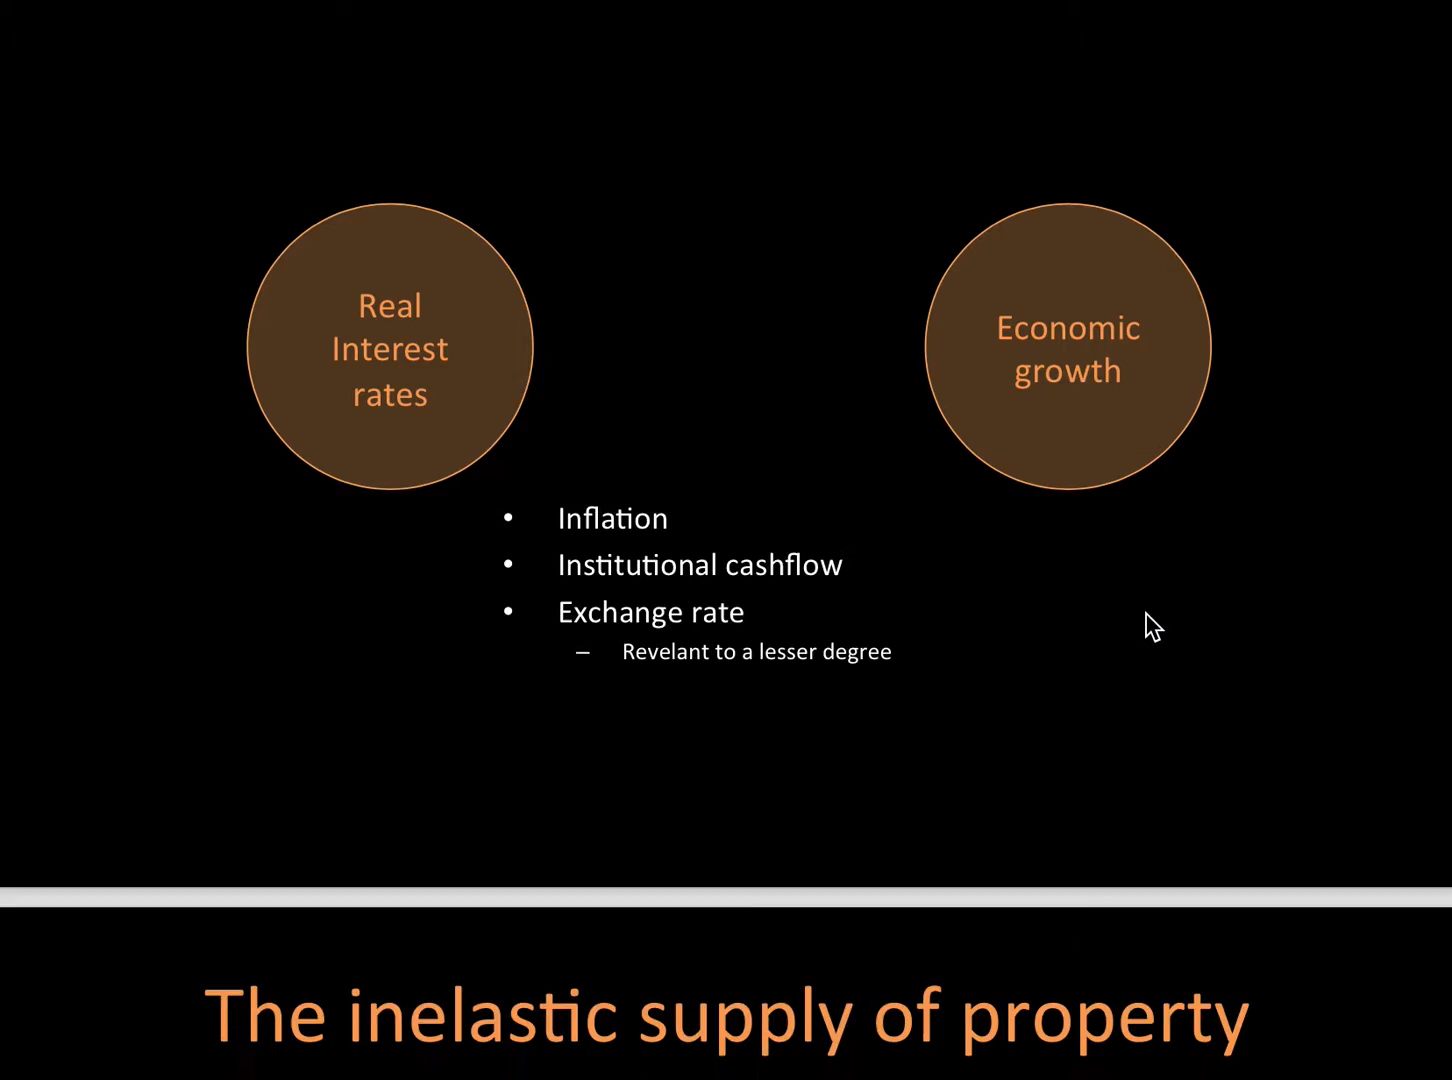 Real
Interest
rates
Economic
growth
• Inflation
• Institutional cashflow
• Exchange rate
– Revelant to a lesser degree
The inelastic supply of property